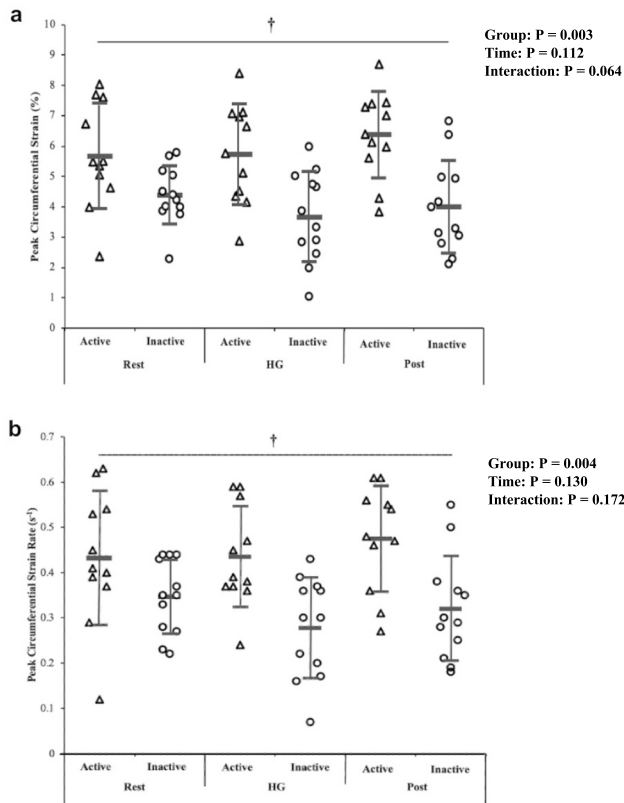 a
†
Group: P = 0.003
Time: P = 0.112
Interaction: P = 0.064
Peak Circumferential Strain (%)
10
9
8
7
6
5
4
3
2
1
0
Active Inactive Active Inactive Active Inactive
Rest HG Post
b
†
Group: P = 0.004
Time: P = 0.130
Interaction: P = 0.172
Peak Circumferential Strain Rate (s⁻¹)
0.7
0.6
0.5
0.4
0.3
0.2
0.1
0
Active Inactive Active Inactive Active Inactive
Rest HG Post